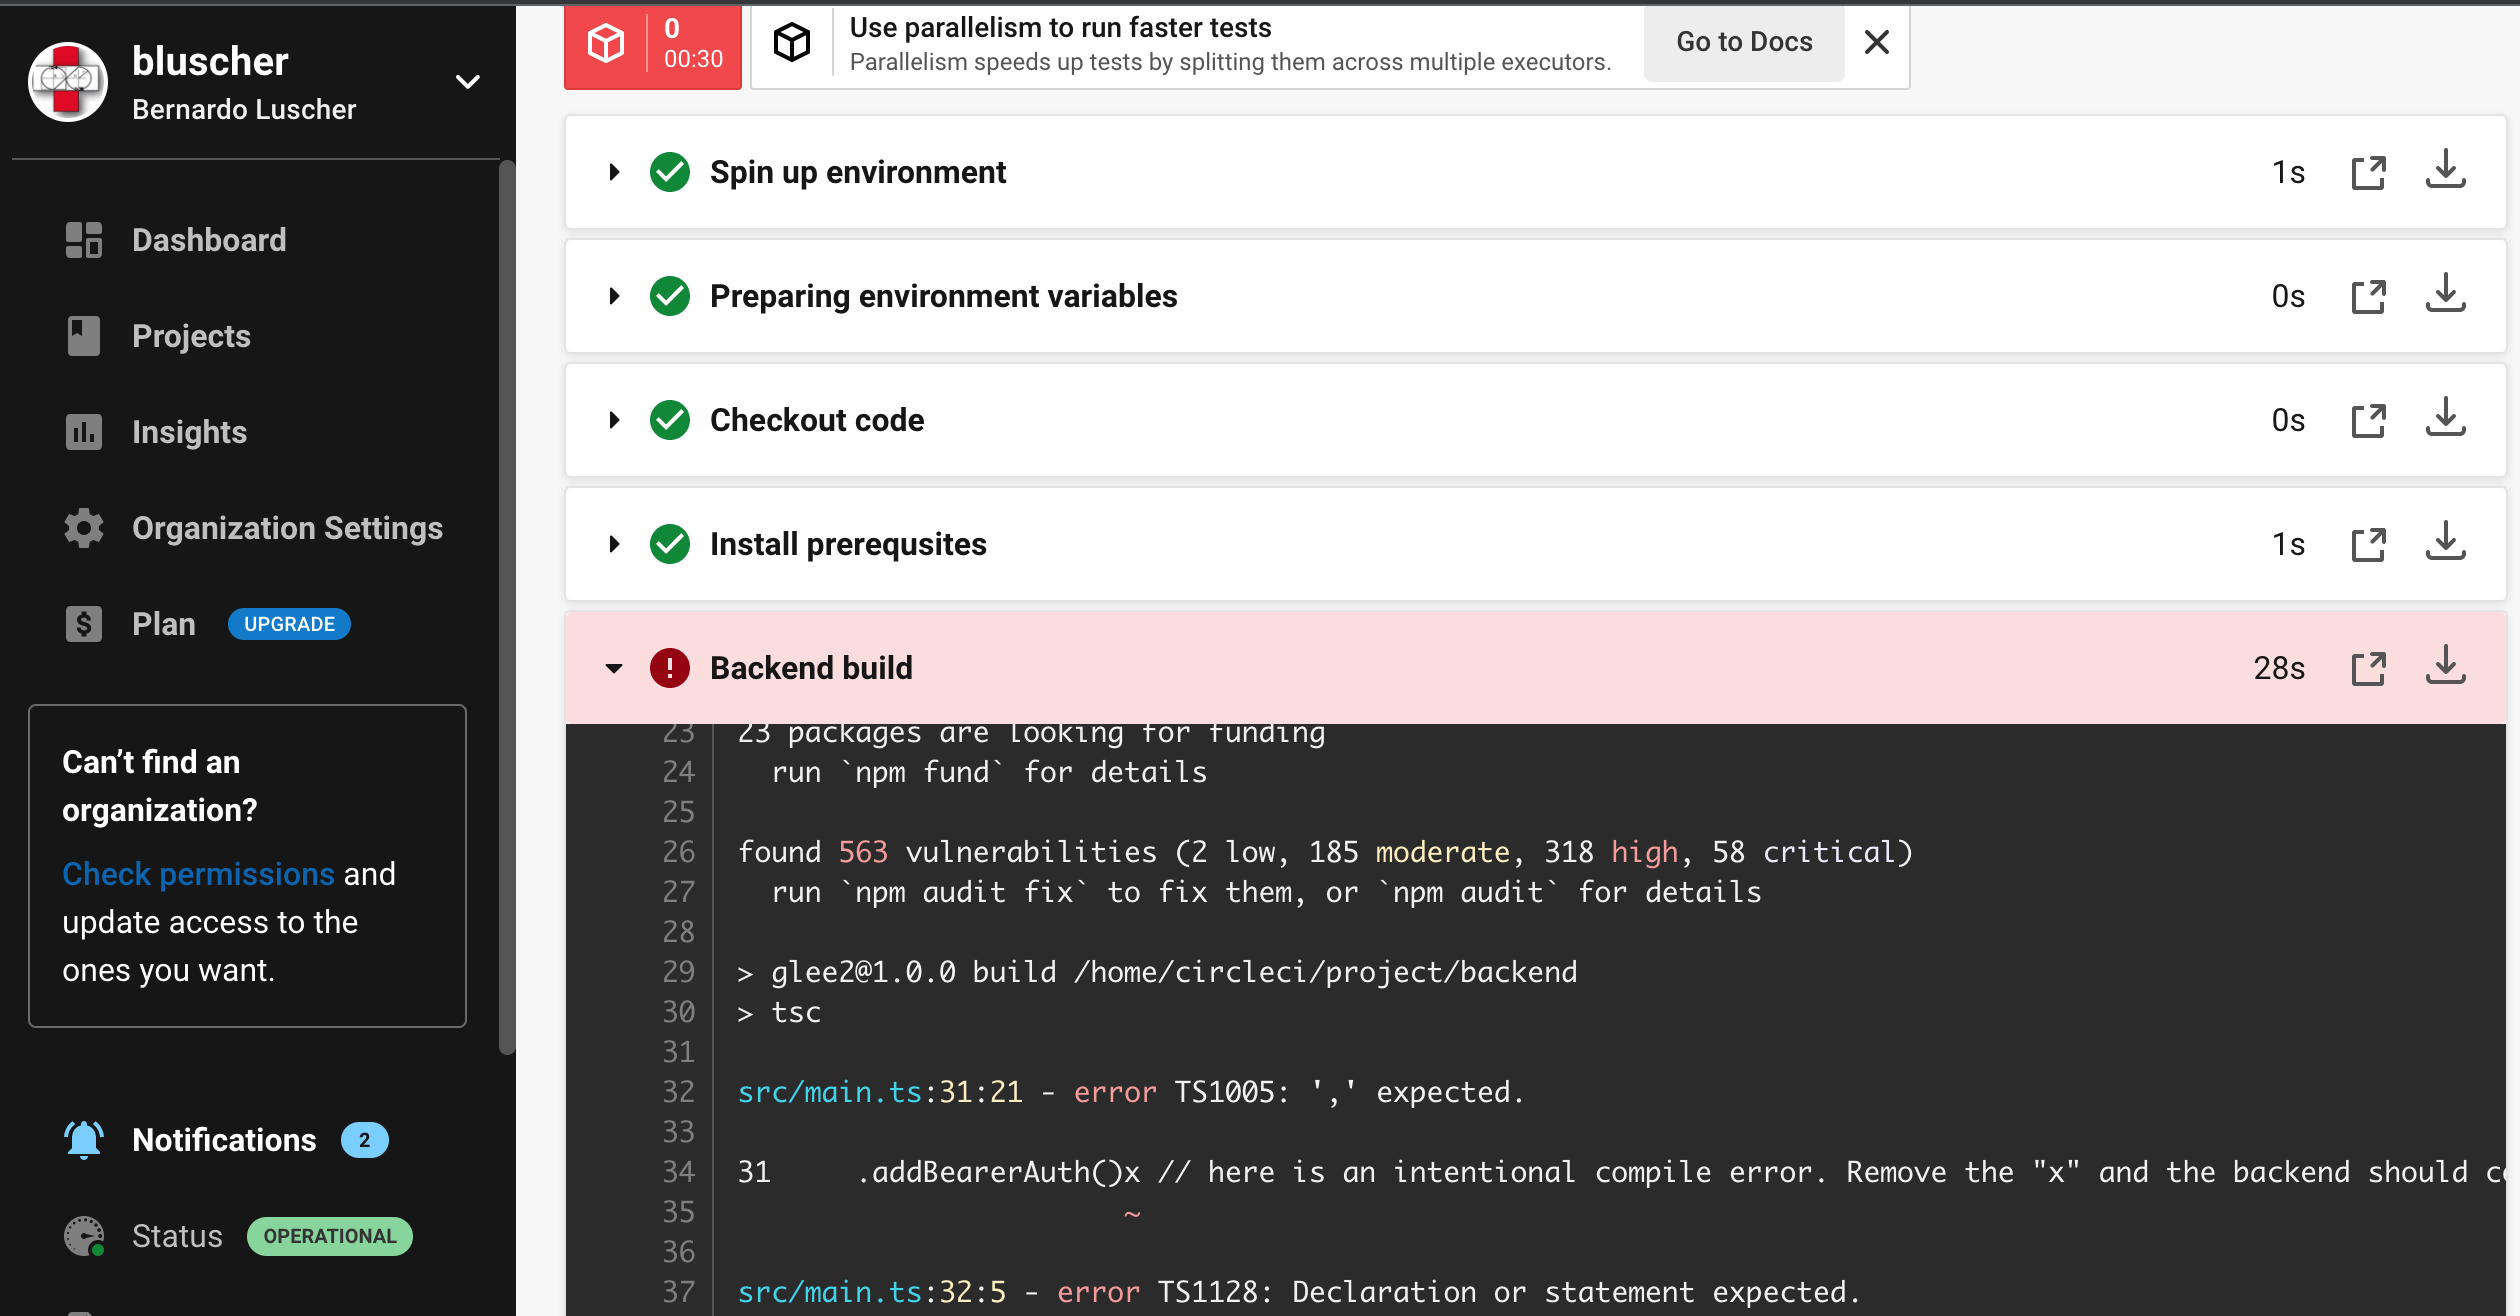 bluscher
Bernardo Luscher
Dashboard
Projects
Insights
Organization Settings
Plan UPGRADE
Can’t find an
organization?
Check permissions and
update access to the
ones you want.
Notifications 2
Status OPERATIONAL
0
00:30
Use parallelism to run faster tests
Parallelism speeds up tests by splitting them across multiple executors.
Go to Docs
Spin up environment 1s
Preparing environment variables 0s
Checkout code 0s
Install prerequsites 1s
Backend build 28s
23 23 packages are looking for funding
24 run `npm fund` for details
25
26 found 563 vulnerabilities (2 low, 185 moderate, 318 high, 58 critical)
27 run `npm audit fix` to fix them, or `npm audit` for details
28
29 > glee2@1.0.0 build /home/circleci/project/backend
30 > tsc
31
32 src/main.ts:31:21 - error TS1005: ',' expected.
33
34 31 .addBearerAuth()x // here is an intentional compile error. Remove the "x" and the backend should
35 ~
36
37 src/main.ts:32:5 - error TS1128: Declaration or statement expected.